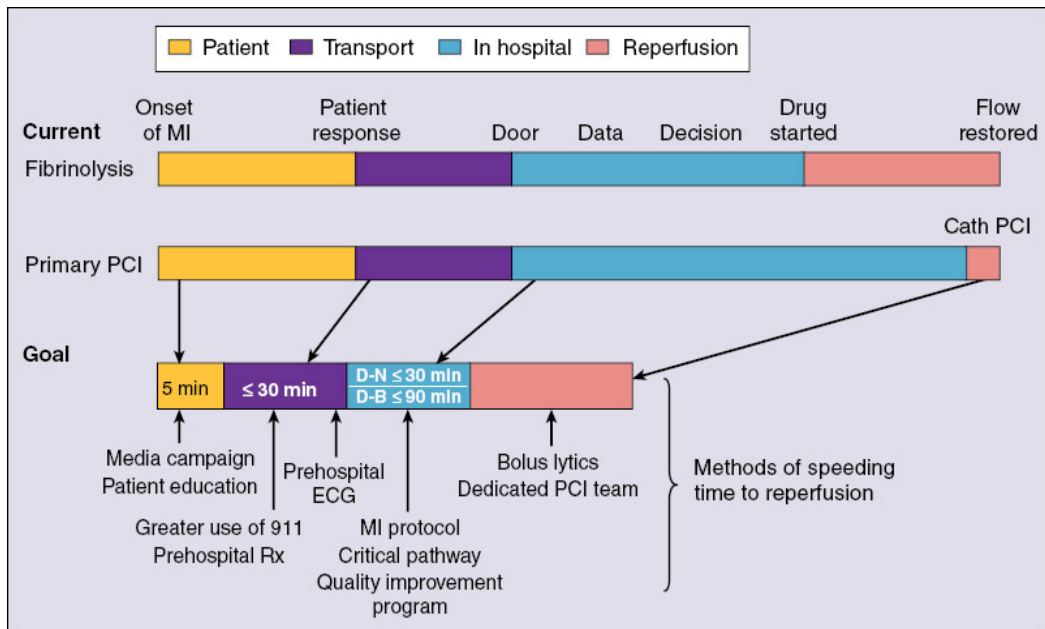 Patient Transport In hospital Reperfusion
Onset of MI
Patient response
Door
Data
Decision
Drug started
Flow restored
Current
Fibrinolysis
Cath PCI
Primary PCI
Goal
5 min
≤ 30 min
D-N ≤ 30 min
D-B ≤ 90 min
Media campaign
Patient education
Prehospital
ECG
Bolus lytics
Dedicated PCI team
Methods of speeding
time to reperfusion
Greater use of 911
Prehospital Rx
MI protocol
Critical pathway
Quality improvement
program